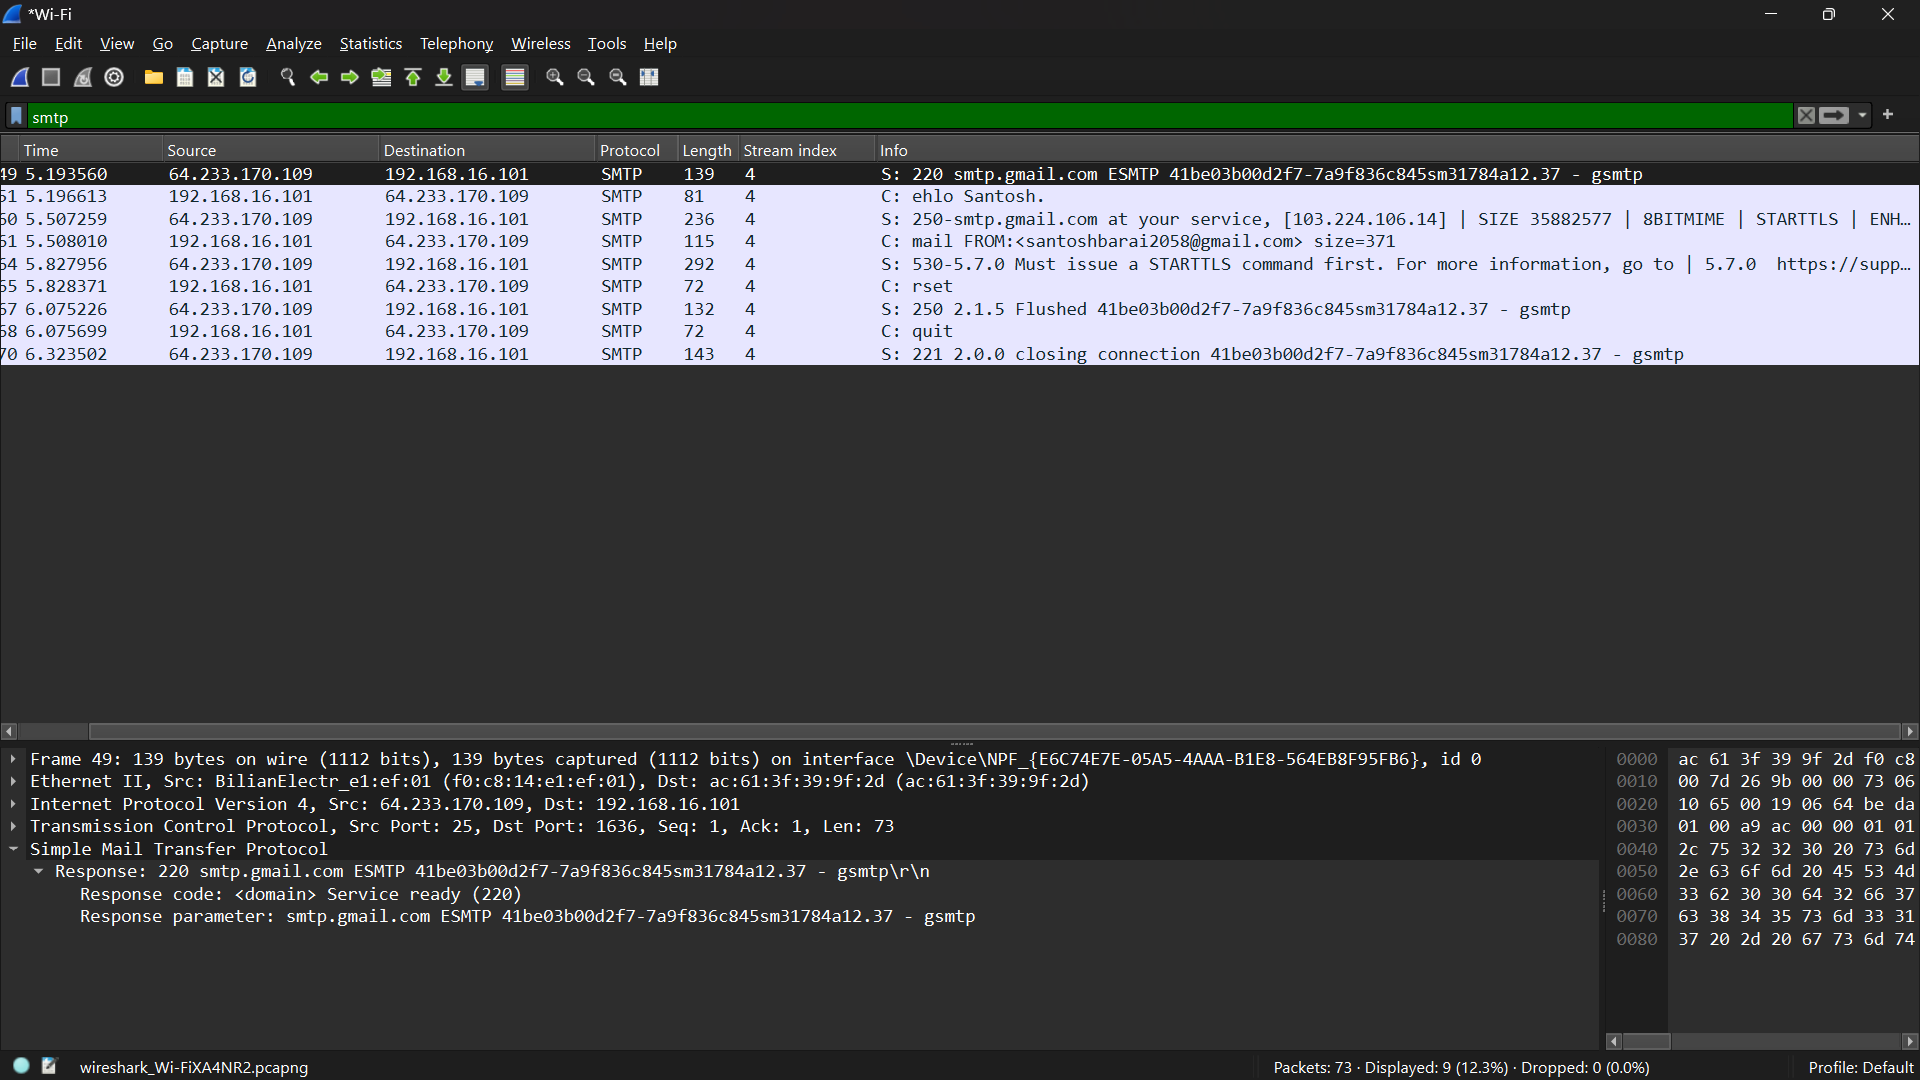 *Wi-Fi
File Edit View Go Capture Analyze Statistics Telephony Wireless Tools Help
smtp
Time Source Destination Protocol Length Stream index Info
49 5.193560 64.233.170.109 192.168.16.101 SMTP 139 4 S: 220 smtp.gmail.com ESMTP 41be03b00d2f7-7a9f836c845sm31784a12.37 - gsmtp
51 5.196613 192.168.16.101 64.233.170.109 SMTP 81 4 C: ehlo Santosh.
60 5.507259 64.233.170.109 192.168.16.101 SMTP 236 4 S: 250-smtp.gmail.com at your service, [103.224.106.14] | SIZE 35882577 | 8BITMIME | STARTTLS | ENH…
61 5.508010 192.168.16.101 64.233.170.109 SMTP 115 4 C: mail FROM:<santoshbarai2058@gmail.com> size=371
64 5.827956 64.233.170.109 192.168.16.101 SMTP 292 4 S: 530-5.7.0 Must issue a STARTTLS command first. For more information, go to | 5.7.0 https://supp…
65 5.828371 192.168.16.101 64.233.170.109 SMTP 72 4 C: rset
67 6.075226 64.233.170.109 192.168.16.101 SMTP 132 4 S: 250 2.1.5 Flushed 41be03b00d2f7-7a9f836c845sm31784a12.37 - gsmtp
68 6.075699 192.168.16.101 64.233.170.109 SMTP 72 4 C: quit
70 6.323502 64.233.170.109 192.168.16.101 SMTP 143 4 S: 221 2.0.0 closing connection 41be03b00d2f7-7a9f836c845sm31784a12.37 - gsmtp
Frame 49: 139 bytes on wire (1112 bits), 139 bytes captured (1112 bits) on interface \Device\NPF_{E6C74E7E-05A5-4AAA-B1E8-564EB8F95FB6}, id 0
Ethernet II, Src: BilianElectr_e1:ef:01 (f0:c8:14:e1:ef:01), Dst: ac:61:3f:39:9f:2d (ac:61:3f:39:9f:2d)
Internet Protocol Version 4, Src: 64.233.170.109, Dst: 192.168.16.101
Transmission Control Protocol, Src Port: 25, Dst Port: 1636, Seq: 1, Ack: 1, Len: 73
Simple Mail Transfer Protocol
Response: 220 smtp.gmail.com ESMTP 41be03b00d2f7-7a9f836c845sm31784a12.37 - gsmtp\r\n
Response code: <domain> Service ready (220)
Response parameter: smtp.gmail.com ESMTP 41be03b00d2f7-7a9f836c845sm31784a12.37 - gsmtp
0000 ac 61 3f 39 9f 2d f0 c8
0010 00 7d 26 9b 00 00 73 06
0020 10 65 00 19 06 64 be da
0030 01 00 a9 ac 00 00 01 01
0040 2c 75 32 32 30 20 73 6d
0050 2e 63 6f 6d 20 45 53 4d
0060 33 62 30 30 64 32 66 37
0070 63 38 34 35 73 6d 33 31
0080 37 20 2d 20 67 73 6d 74
wireshark_Wi-FiXA4NR2.pcapng
Packets: 73 · Displayed: 9 (12.3%) · Dropped: 0 (0.0%)
Profile: Default